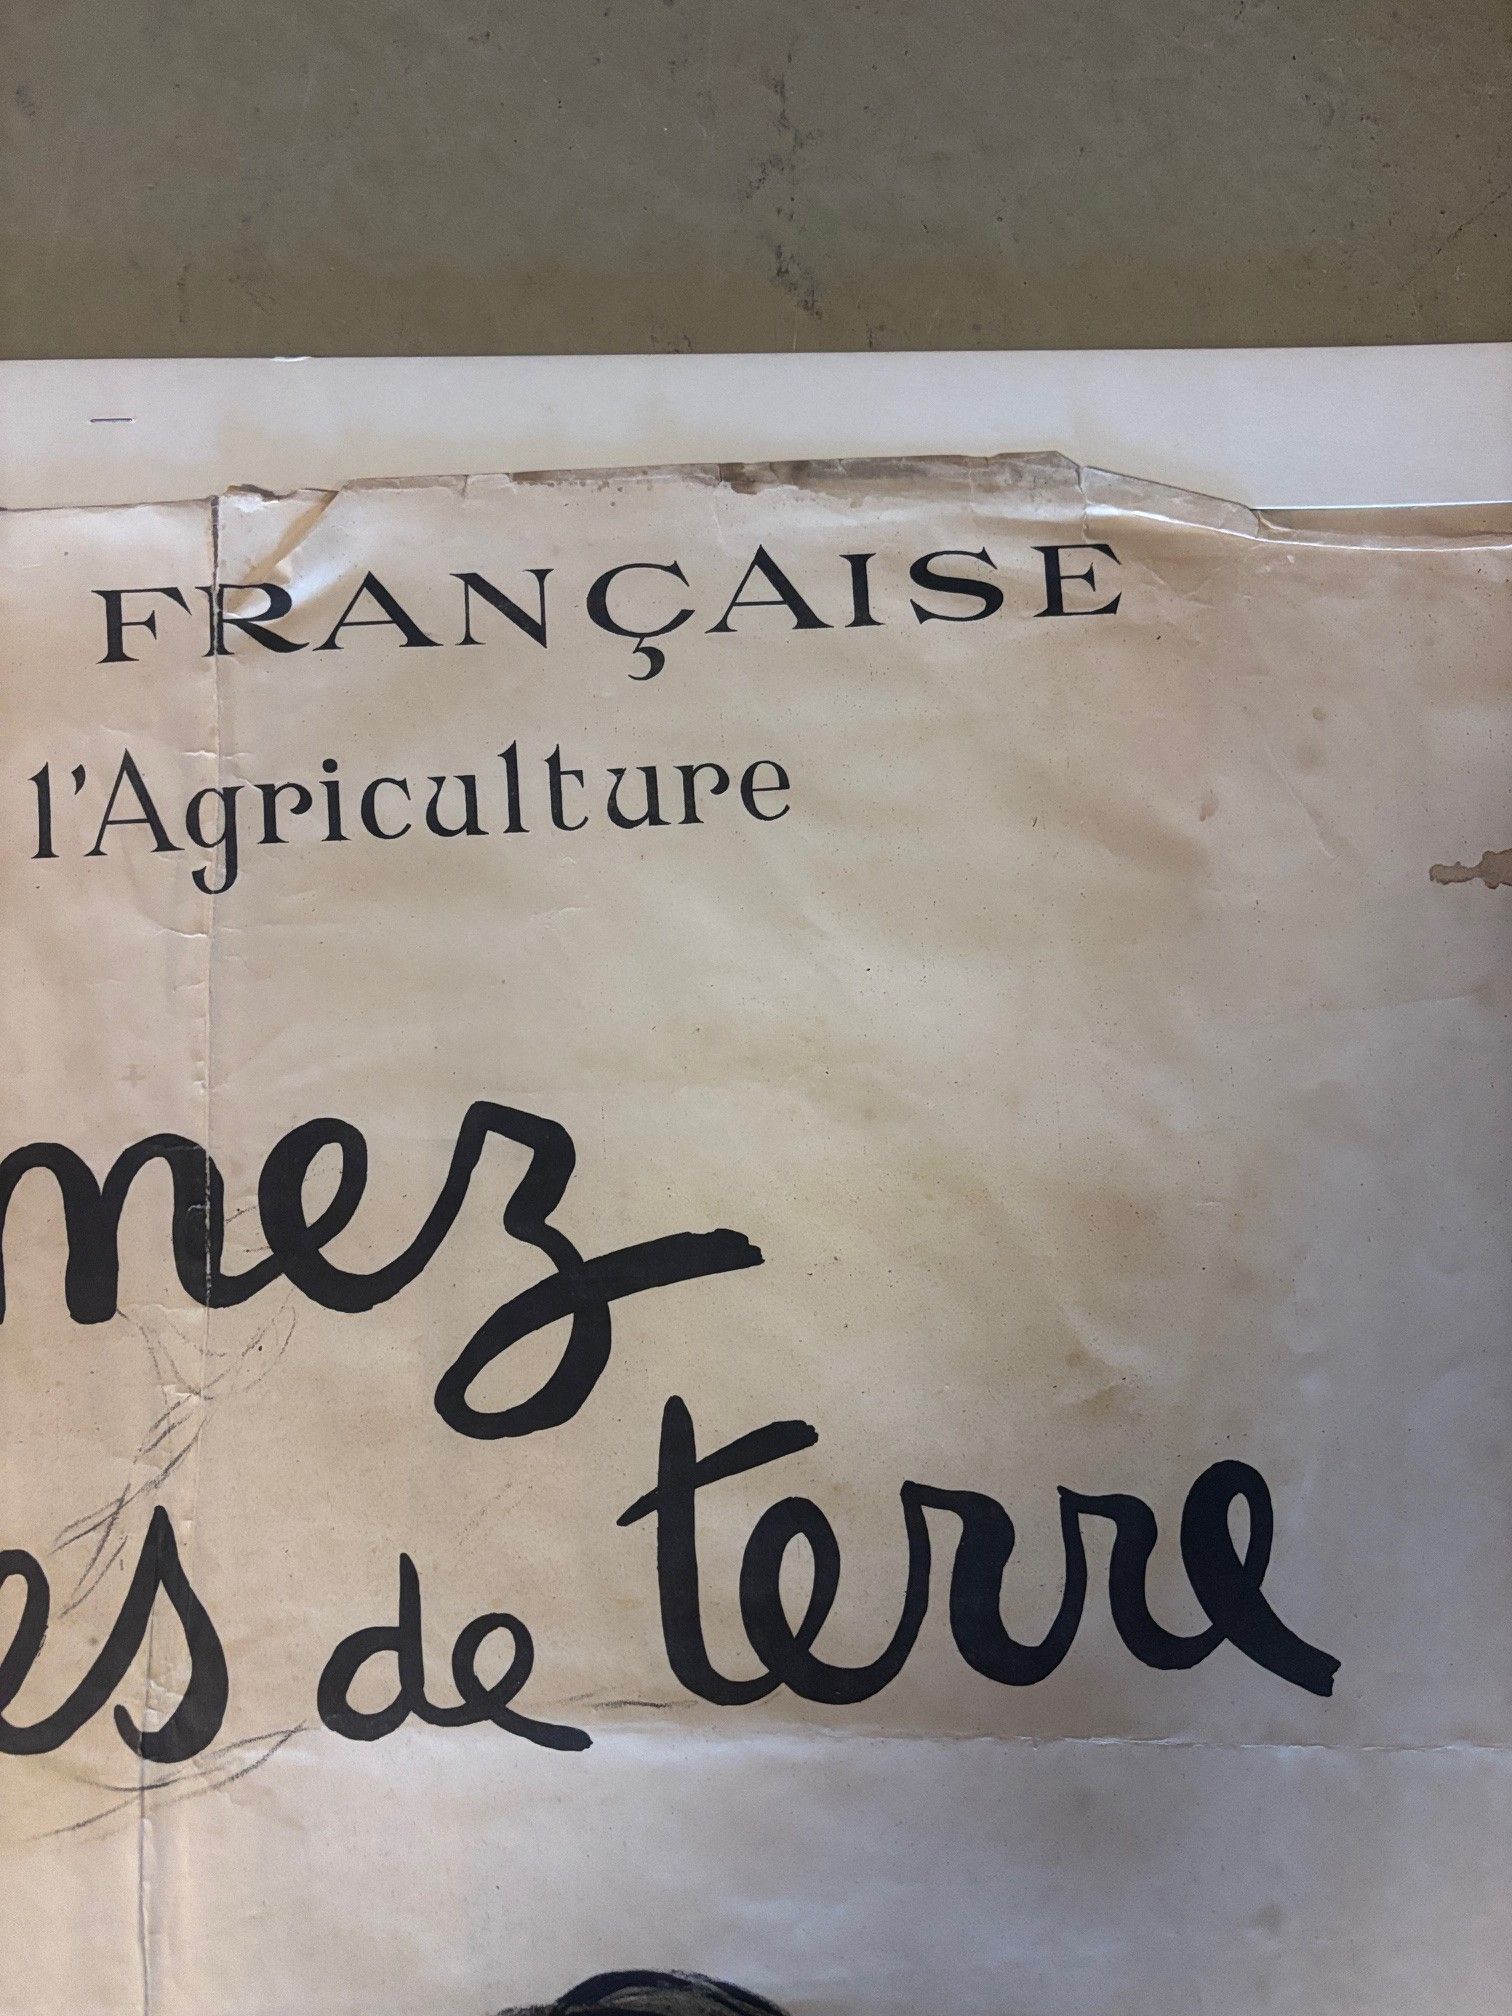 FRANÇAISE
l'Agriculture
mez
es de terre